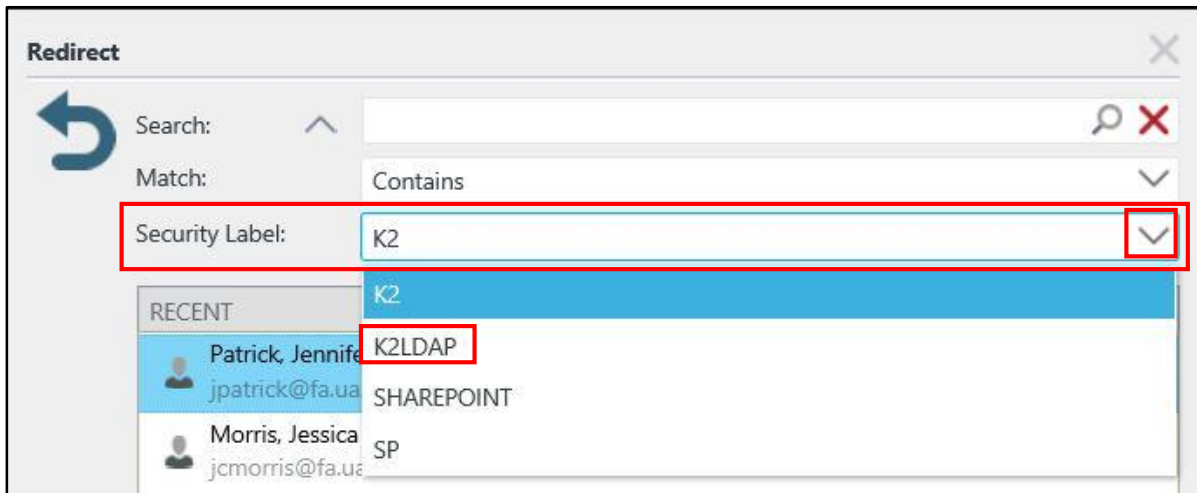 Redirect
Search:
Match: Contains
Security Label: K2
K2
RECENT
K2LDAP
Patrick, Jennife
jpatrick@fa.ua
SHAREPOINT
Morris, Jessica
SP
jcmorris@fa.ua